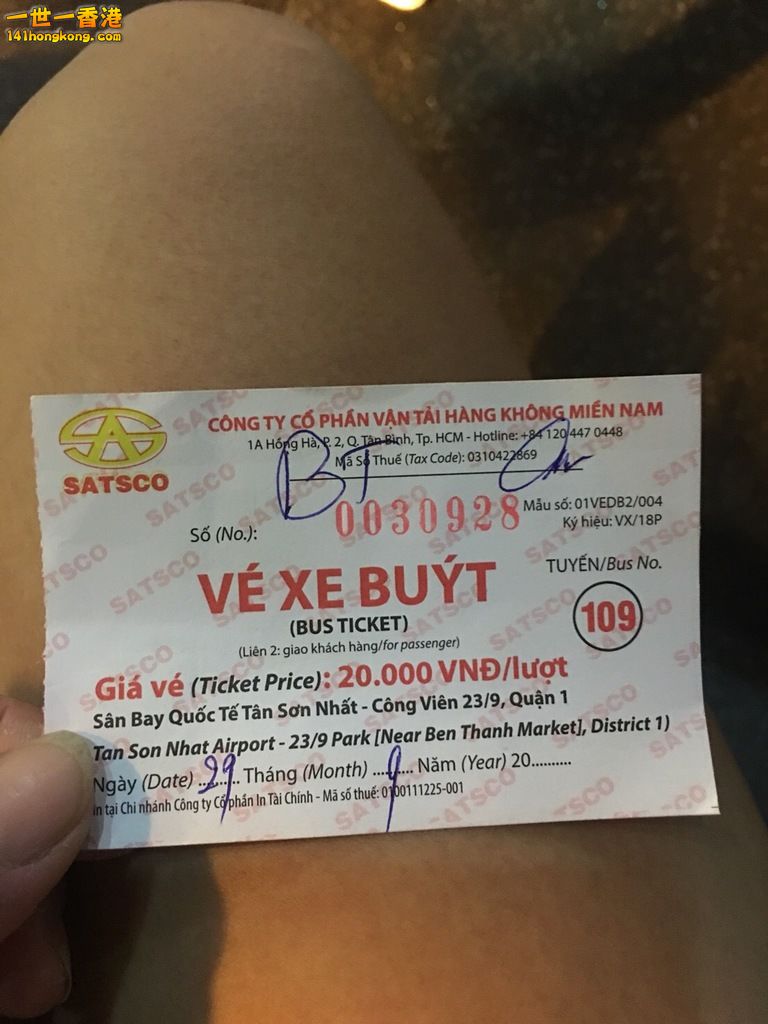 一世一香港
141hongkong.com
CÔNG TY CỔ PHẦN VẬN TẢI HÀNG KHÔNG MIỀN NAM
1A Hồng Hà, P. 2, Q. Tân Bình, Tp. HCM - Hotline: +84 120 447 0448
Mã Số Thuế (Tax Code): 0310422869
SATSCO
BT
Mẫu số: 01VEDB2/004
Số (No.): 0030928
Ký hiệu: VX/18P
VÉ XE BUÝT
TUYẾN/Bus No.
109
(BUS TICKET)
(Liên 2: giao khách hàng/for passenger)
Giá vé (Ticket Price): 20.000 VNĐ/lượt
Sân Bay Quốc Tế Tân Sơn Nhất - Công Viên 23/9, Quận 1
Tan Son Nhat Airport - 23/9 Park [Near Ben Thanh Market], District 1)
Ngày (Date) ..29.. Tháng (Month) ...9.... Năm (Year) 20..........
in tại Chi nhánh Công ty Cổ phần In Tài Chính - Mã số thuế: 0100111225-001